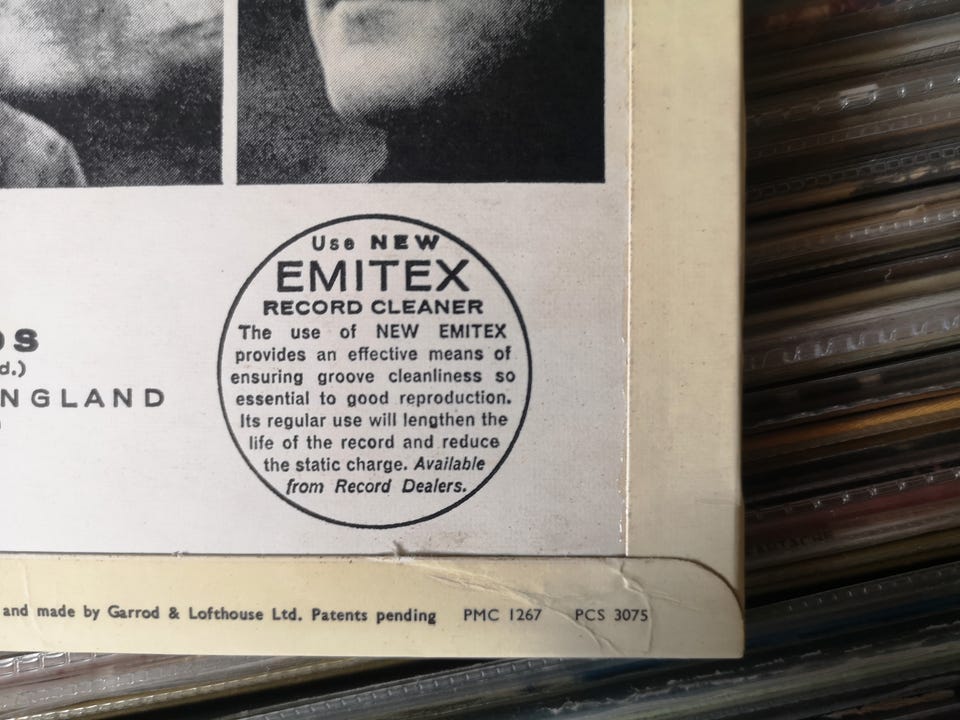 Use NEW
EMITEX
RECORD CLEANER
The use of NEW EMITEX
provides an effective means of
ensuring groove cleanliness so
essential to good reproduction.
Its regular use will lengthen the
life of the record and reduce
the static charge. Available
from Record Dealers.
DS
d.)
NGLAND
and made by Garrod & Lofthouse Ltd. Patents pending PMC 1267 PCS 3075